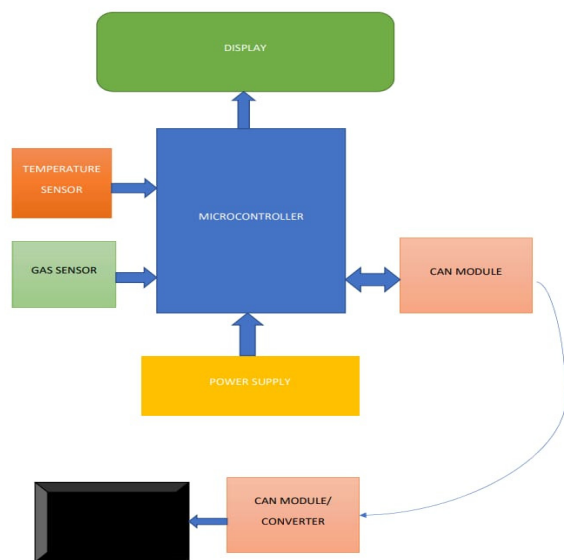 DISPLAY
TEMPERATURE
SENSOR
MICROCONTROLLER
GAS SENSOR
CAN MODULE
POWER SUPPLY
CAN MODULE/
CONVERTER